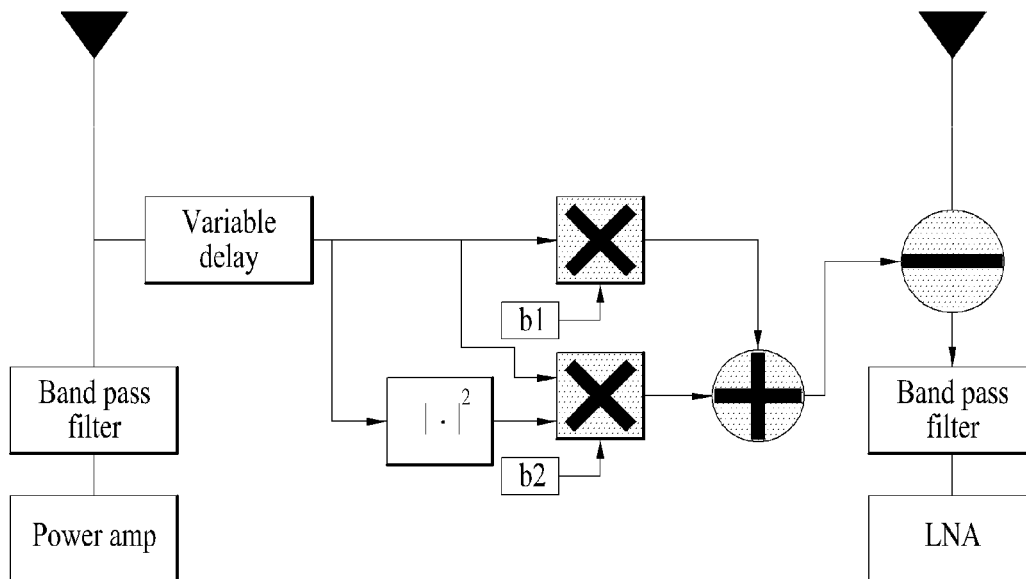 Variable
delay
b1
Band pass
filter
| · |²
b2
Band pass
filter
Power amp
LNA